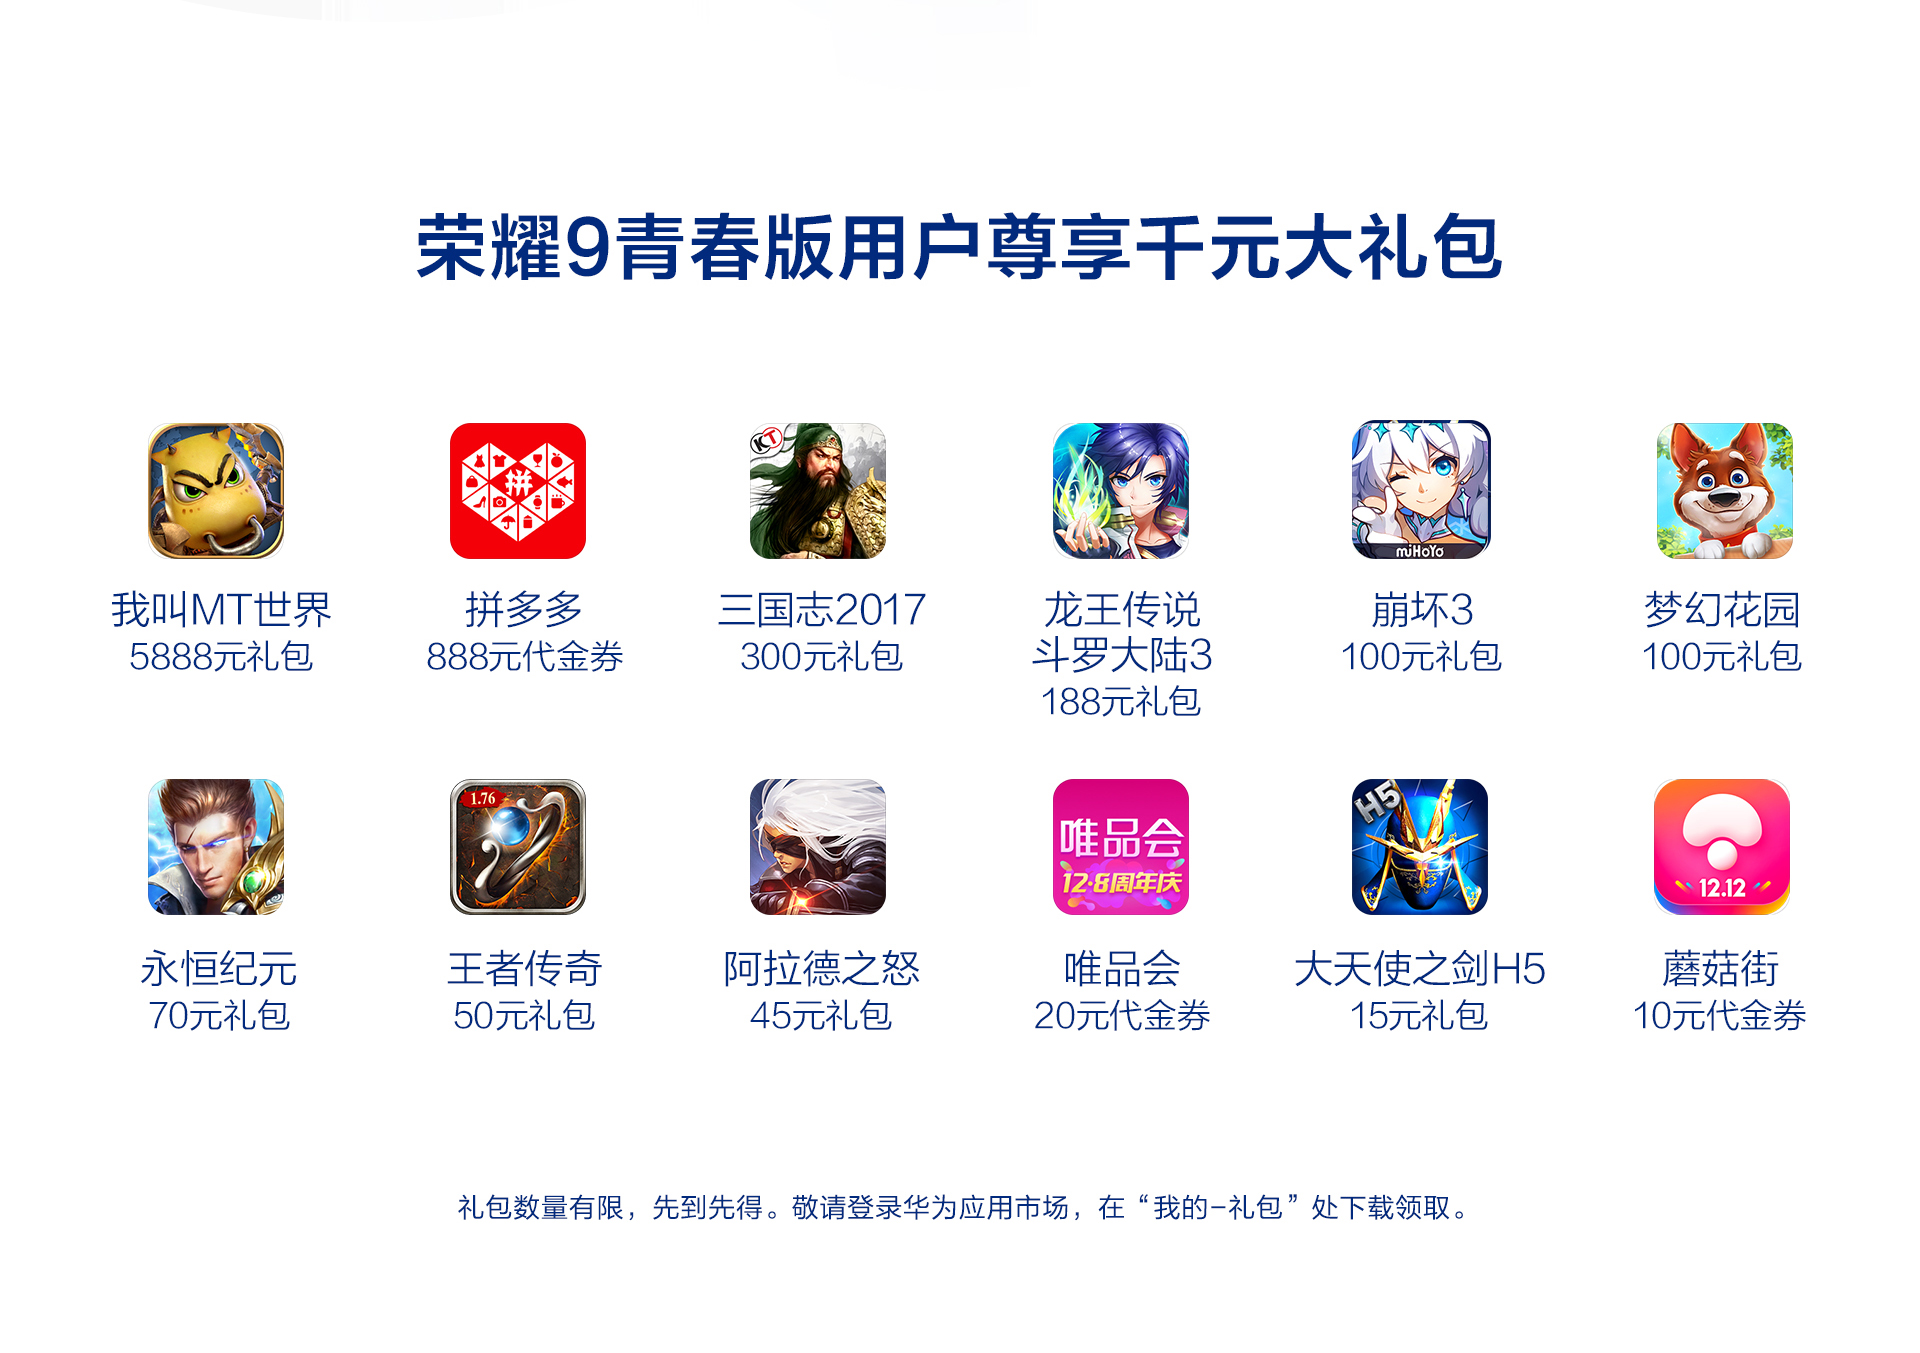 荣耀9青春版用户尊享千元大礼包
拼
KT
miHoYo
我叫MT世界
5888元礼包
拼多多
888元代金券
三国志2017
300元礼包
龙王传说
斗罗大陆3
188元礼包
崩坏3
100元礼包
梦幻花园
100元礼包
1.76
唯品会
12·8周年庆
H5
12.12
永恒纪元
70元礼包
王者传奇
50元礼包
阿拉德之怒
45元礼包
唯品会
20元代金券
大天使之剑H5
15元礼包
蘑菇街
10元代金券
礼包数量有限，先到先得。敬请登录华为应用市场，在“我的-礼包”处下载领取。